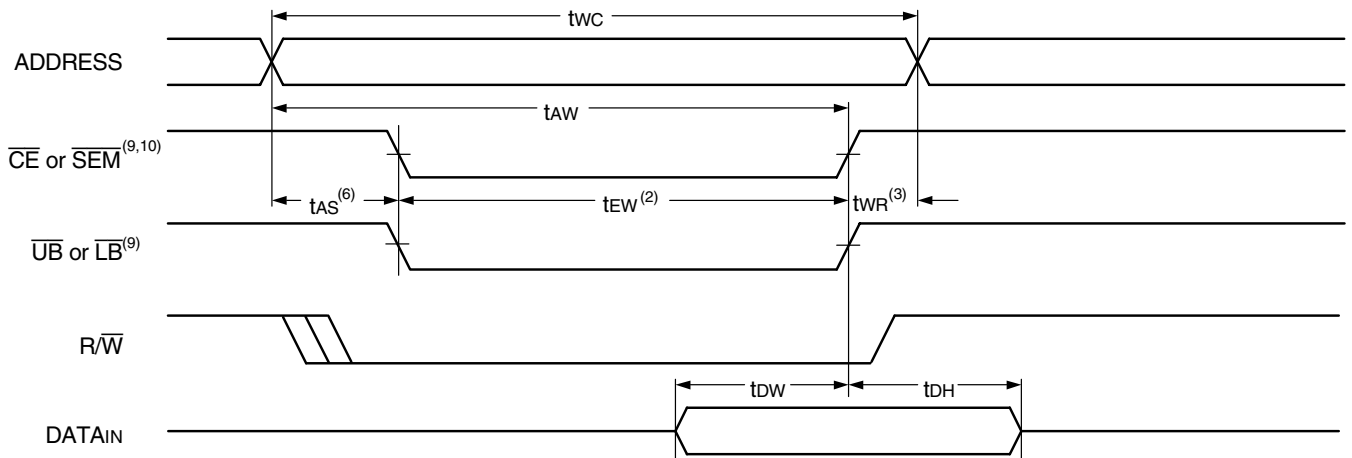 tWC
ADDRESS
tAW
CE or SEM(9,10)
tAS(6)
tEW(2)
tWR(3)
UB or LB(9)
R/W
tDW
tDH
DATAIN